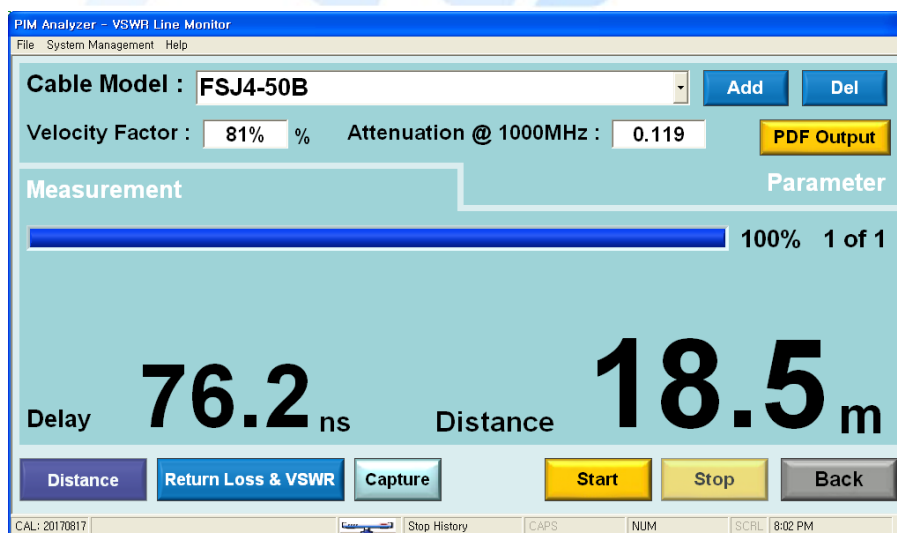 PIM Analyzer - VSWR Line Monitor
File System Management Help
Cable Model : FSJ4-50B Add Del
Velocity Factor : 81% % Attenuation @ 1000MHz : 0.119 PDF Output
Measurement Parameter
100% 1 of 1
Delay 76.2 ns Distance 18.5 m
Distance Return Loss & VSWR Capture Start Stop Back
CAL: 20170817 Stop History CAPS NUM SCRL 8:02 PM